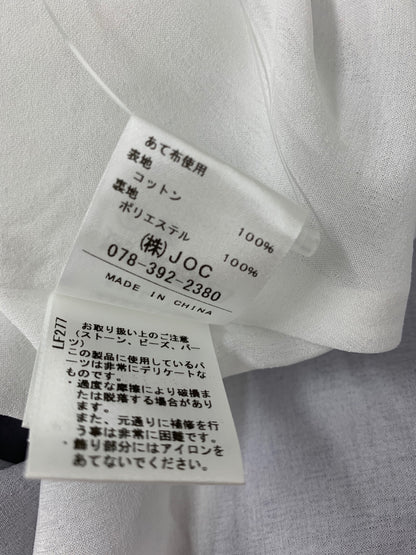 あて布使用
表地
コットン 100%
裏地
ポリエステル 100%
(株)JOC
078-392-2380
MADE IN CHINA
LF277
お取り扱い上のご注意
(ストーン、ビーズ、パー
ツ)
この製品に使用しているパ
ーツは非常にデリケートな
ものです。
・過度な摩擦により破損ま
たは脱落する場合があり
ます。
また、元通りに補修を行
う事は非常に困難です。
・飾り部分にはアイロンを
あてないでください。